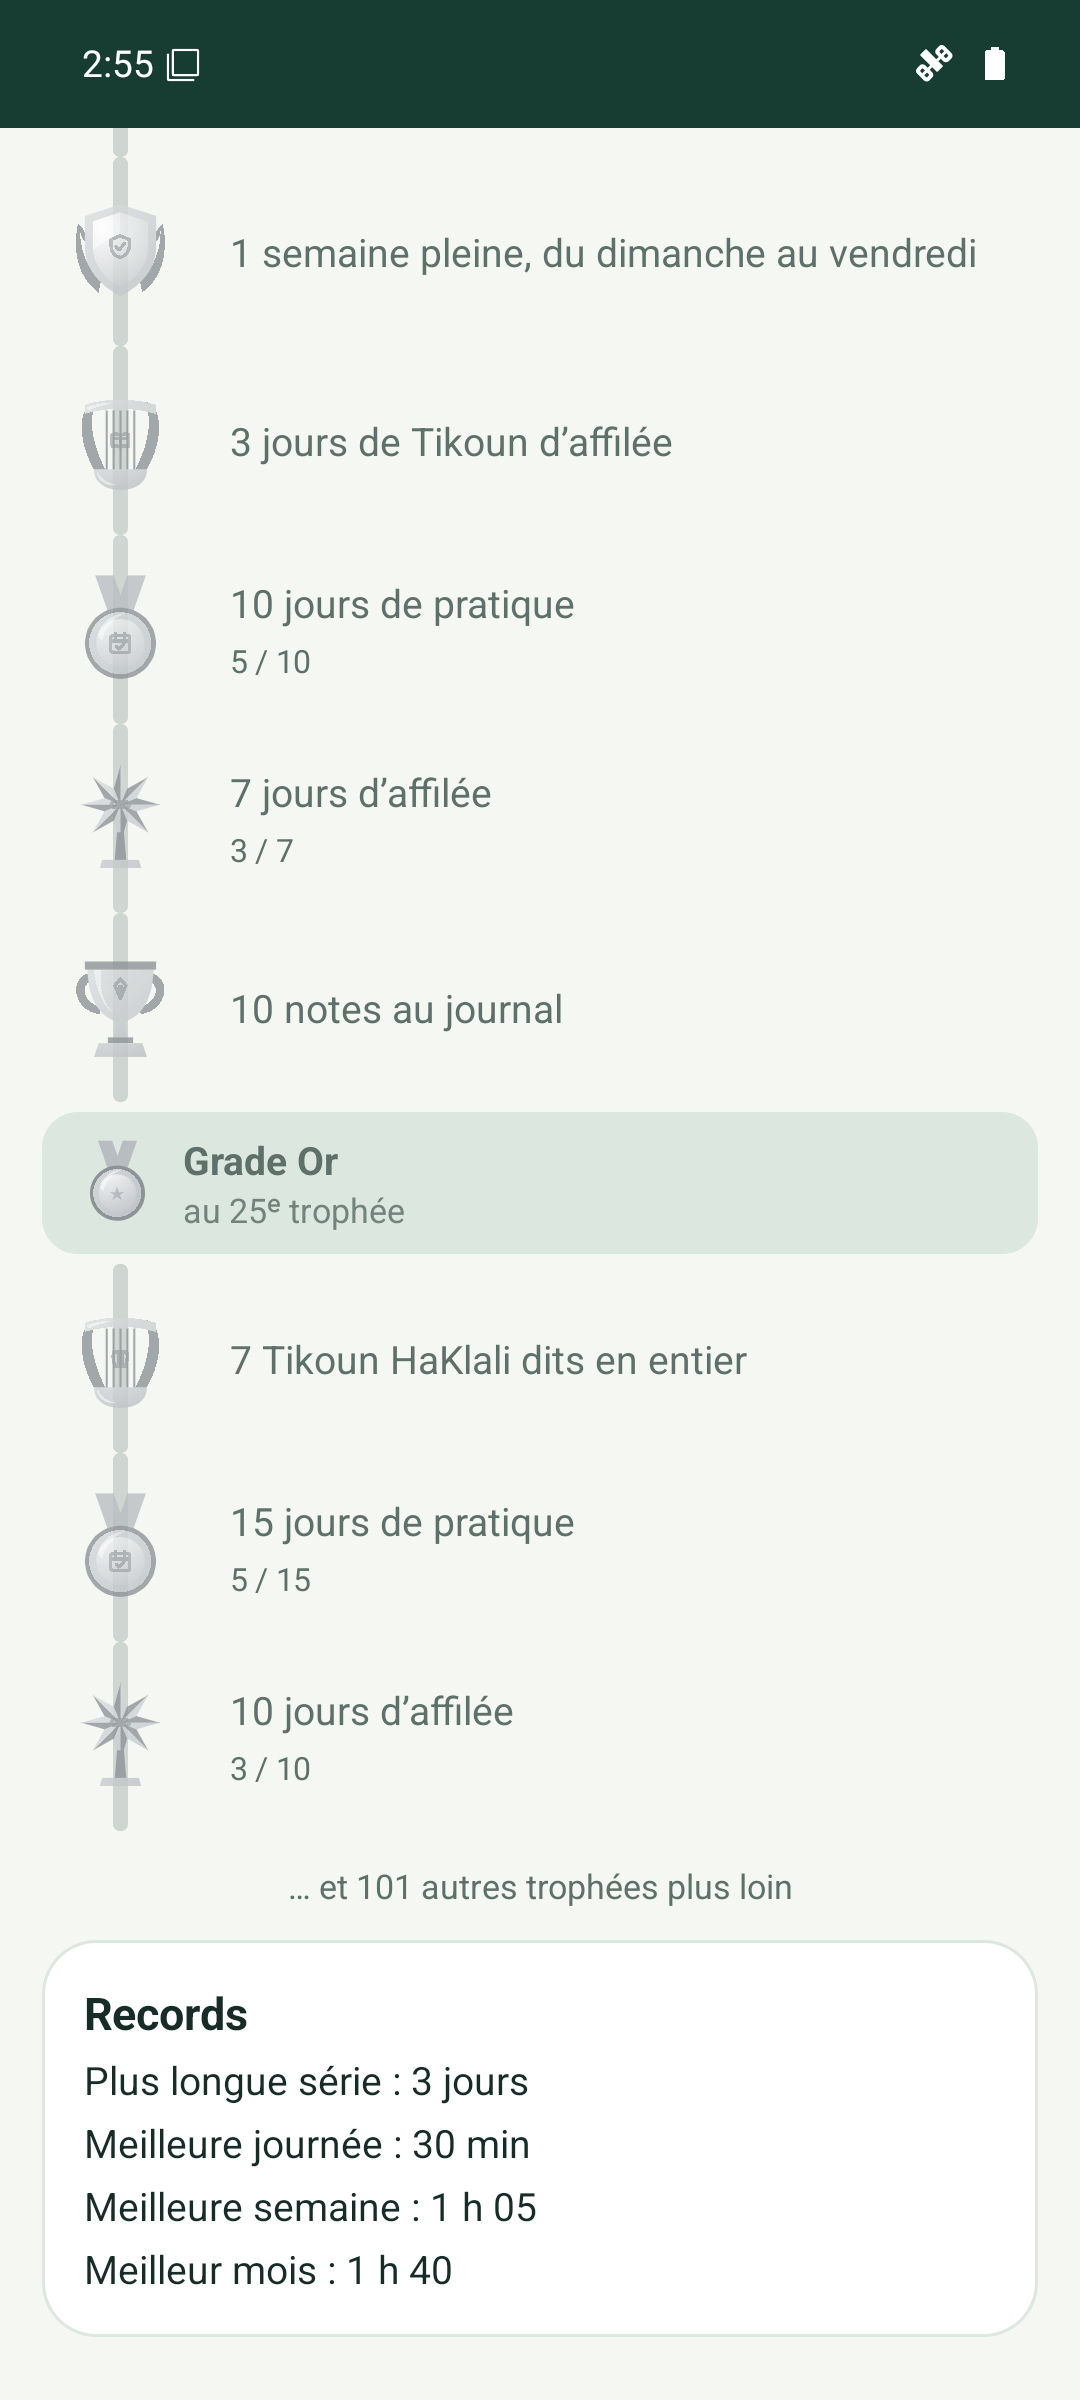 2:55
1 semaine pleine, du dimanche au vendredi
3 jours de Tikoun d’affilée
10 jours de pratique
5 / 10
7 jours d’affilée
3 / 7
10 notes au journal
Grade Or
au 25ᵉ trophée
7 Tikoun HaKlali dits en entier
15 jours de pratique
5 / 15
10 jours d’affilée
3 / 10
… et 101 autres trophées plus loin
Records
Plus longue série : 3 jours
Meilleure journée : 30 min
Meilleure semaine : 1 h 05
Meilleur mois : 1 h 40